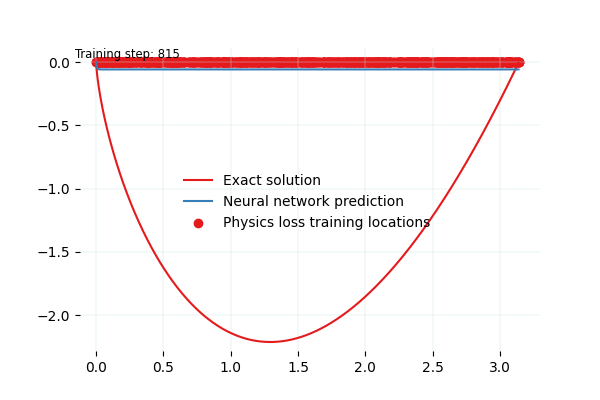 Training step: 815
0.0
−0.5
−1.0
−1.5
−2.0
Exact solution
Neural network prediction
Physics loss training locations
0.0 0.5 1.0 1.5 2.0 2.5 3.0